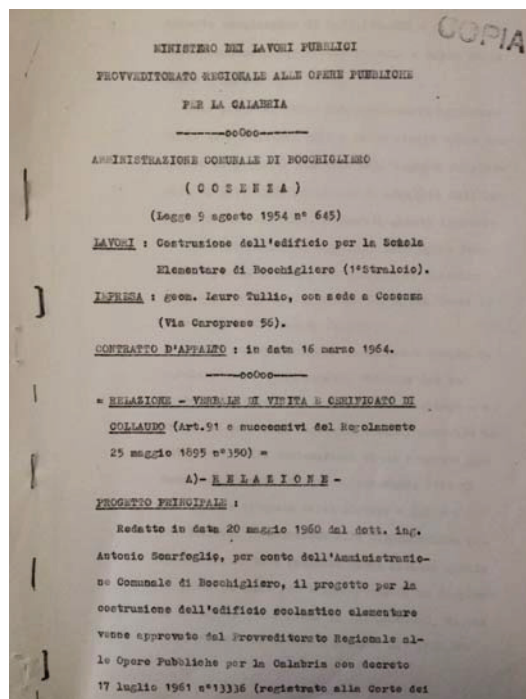 COPIA
MINISTERO DEI LAVORI PUBBLICI
PROVVEDITORATO REGIONALE ALLE OPERE PUBBLICHE
PER LA CALABRIA
-------ooOoo-------
AMMINISTRAZIONE COMUNALE DI BOCCHIGLIERO
( C O S E N Z A )
(Legge 9 agosto 1954 n° 645)
LAVORI : Costruzione dell'edificio per la Scuola
Elementare di Bocchigliero (1°Stralcio).
IMPRESA : geom. Lauro Tullio, con sede a Cosenza
(Via Caroprese 56).
CONTRATTO D'APPALTO : in data 16 marzo 1964.
-------ooOoo-------
= RELAZIONE - VERBALE DI VISITA E CERIFICATO DI
COLLAUDO (Art.91 e successivi del Regolamento
25 maggio 1895 n°350) =
A)- R E L A Z I O N E -
PROGETTO PRINCIPALE :
Redatto in data 20 maggio 1960 dal dott. ing.
Antonio Scarfoglio, per conto dell'Amministrazio-
ne Comunale di Bocchigliero, il progetto per la
costruzione dell'edificio scolastico elementare
venne approvato dal Provveditorato Regionale al-
le Opere Pubbliche per la Calabria con decreto
17 luglio 1961 n°13336 (registrato alla Corte dei